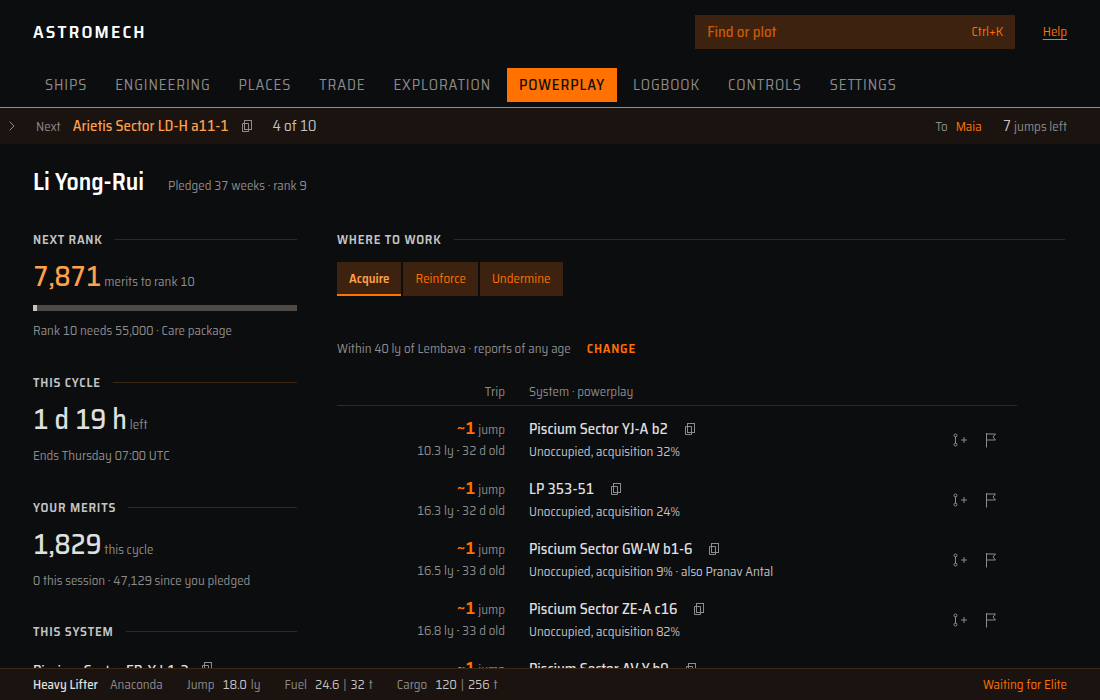 ASTROMECH
Find or plot Ctrl+K
Help
SHIPS ENGINEERING PLACES TRADE EXPLORATION POWERPLAY LOGBOOK CONTROLS SETTINGS
Next Arietis Sector LD-H a11-1 4 of 10
To Maia 7 jumps left
Li Yong-Rui Pledged 37 weeks · rank 9
NEXT RANK
7,871 merits to rank 10
Rank 10 needs 55,000 · Care package
THIS CYCLE
1 d 19 h left
Ends Thursday 07:00 UTC
YOUR MERITS
1,829 this cycle
0 this session · 47,129 since you pledged
THIS SYSTEM
WHERE TO WORK
Acquire Reinforce Undermine
Within 40 ly of Lembava · reports of any age CHANGE
Trip System · powerplay
~1 jump Piscium Sector YJ-A b2
10.3 ly · 32 d old Unoccupied, acquisition 32%
~1 jump LP 353-51
16.3 ly · 32 d old Unoccupied, acquisition 24%
~1 jump Piscium Sector GW-W b1-6
16.5 ly · 33 d old Unoccupied, acquisition 9% · also Pranav Antal
~1 jump Piscium Sector ZE-A c16
16.8 ly · 33 d old Unoccupied, acquisition 82%
~1 jump Piscium Sector
Heavy Lifter Anaconda Jump 18.0 ly Fuel 24.6 | 32 t Cargo 120 | 256 t
Waiting for Elite